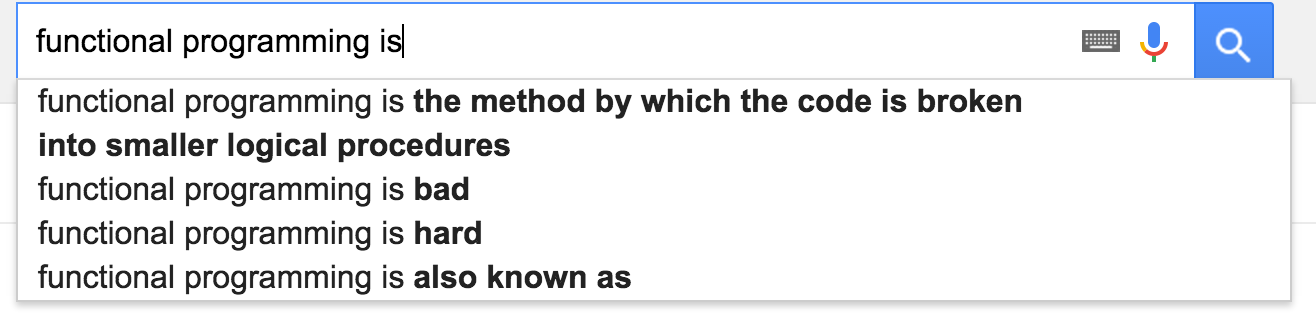 functional programming is
functional programming is the method by which the code is broken
into smaller logical procedures
functional programming is bad
functional programming is hard
functional programming is also known as